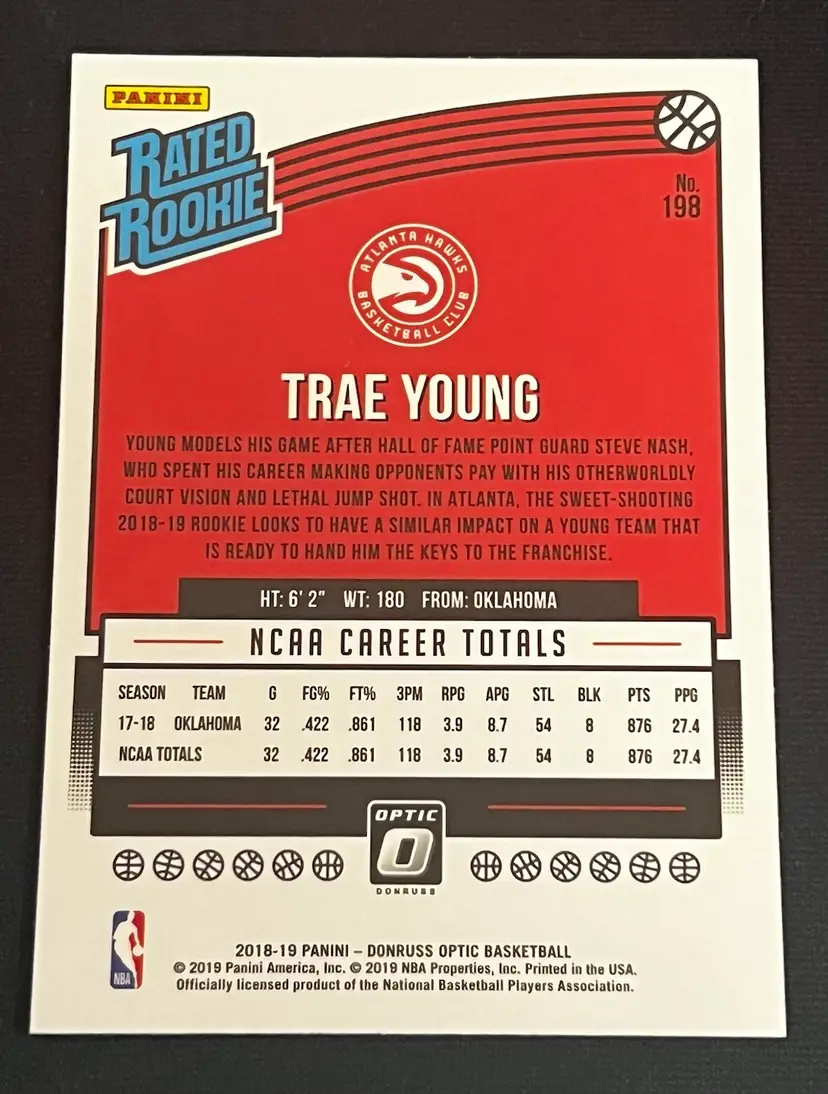 PANINI
RATED
ROOKIE
No.
198
ATLANTA HAWKS
BASKETBALL CLUB
TRAE YOUNG
YOUNG MODELS HIS GAME AFTER HALL OF FAME POINT GUARD STEVE NASH,
WHO SPENT HIS CAREER MAKING OPPONENTS PAY WITH HIS OTHERWORLDLY
COURT VISION AND LETHAL JUMP SHOT. IN ATLANTA, THE SWEET-SHOOTING
2018-19 ROOKIE LOOKS TO HAVE A SIMILAR IMPACT ON A YOUNG TEAM THAT
IS READY TO HAND HIM THE KEYS TO THE FRANCHISE.
HT: 6' 2" WT: 180 FROM: OKLAHOMA
NCAA CAREER TOTALS
SEASON TEAM G FG% FT% 3PM RPG APG STL BLK PTS PPG
17-18 OKLAHOMA 32 .422 .861 118 3.9 8.7 54 8 876 27.4
NCAA TOTALS 32 .422 .861 118 3.9 8.7 54 8 876 27.4
OPTIC
O
DONRUSS
NBA
2018-19 PANINI – DONRUSS OPTIC BASKETBALL
© 2019 Panini America, Inc. © 2019 NBA Properties, Inc. Printed in the USA.
Officially licensed product of the National Basketball Players Association.